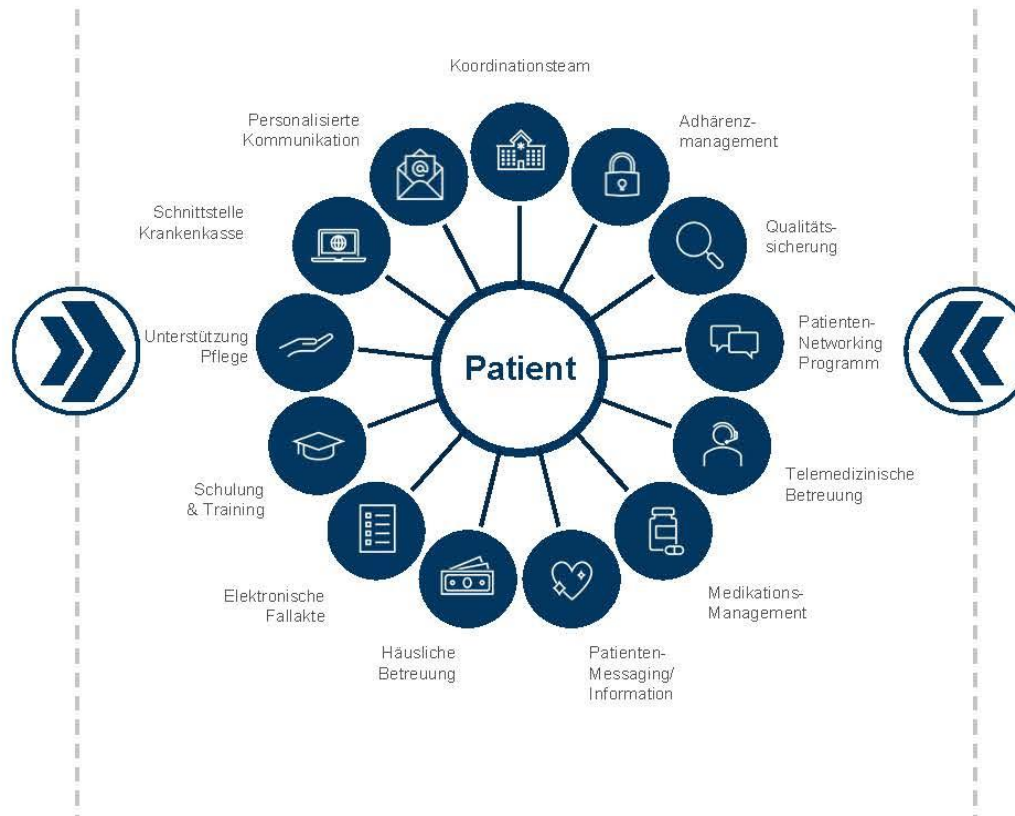 Koordinationsteam
Personalisierte
Kommunikation
Adhärenz-
management
Schnittstelle
Krankenkasse
Qualitäts-
sicherung
Unterstützung
Pflege
Patient
Patienten-
Networking
Programm
Schulung
& Training
Telemedizinische
Betreuung
Elektronische
Fallakte
Medikations-
Management
Häusliche
Betreuung
Patienten-
Messaging/
Information